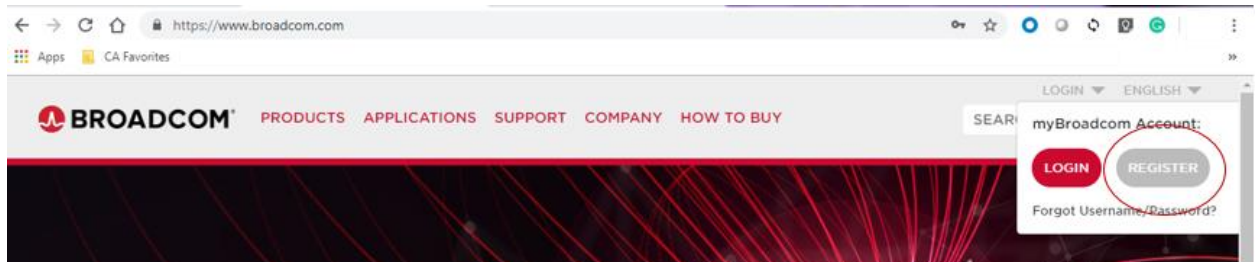 https://www.broadcom.com
Apps CA Favorites
LOGIN ENGLISH
BROADCOM PRODUCTS APPLICATIONS SUPPORT COMPANY HOW TO BUY
myBroadcom Account:
LOGIN REGISTER
Forgot Username/Password?